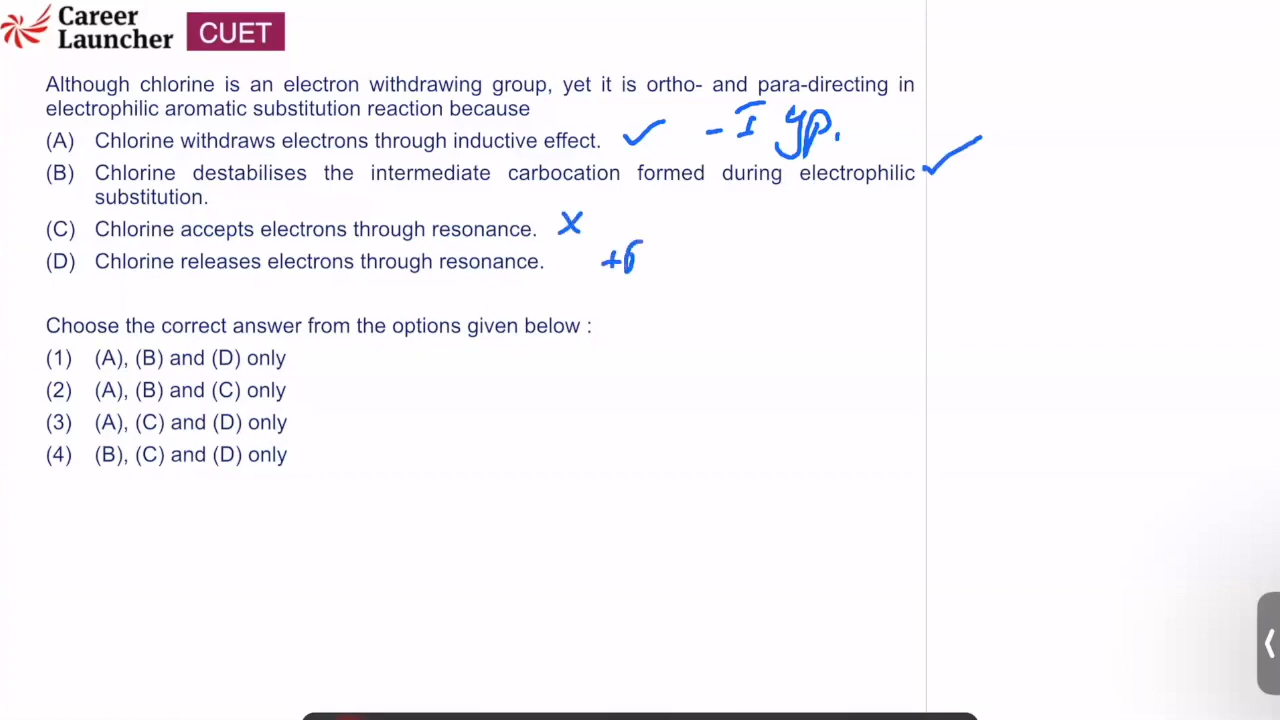 Career
Launcher
CUET
Although chlorine is an electron withdrawing group, yet it is ortho- and para-directing in
electrophilic aromatic substitution reaction because
(A) Chlorine withdraws electrons through inductive effect. ✓ - I gp.
(B) Chlorine destabilises the intermediate carbocation formed during electrophilic ✓
substitution.
(C) Chlorine accepts electrons through resonance. x
(D) Chlorine releases electrons through resonance. +
Choose the correct answer from the options given below :
(1) (A), (B) and (D) only
(2) (A), (B) and (C) only
(3) (A), (C) and (D) only
(4) (B), (C) and (D) only